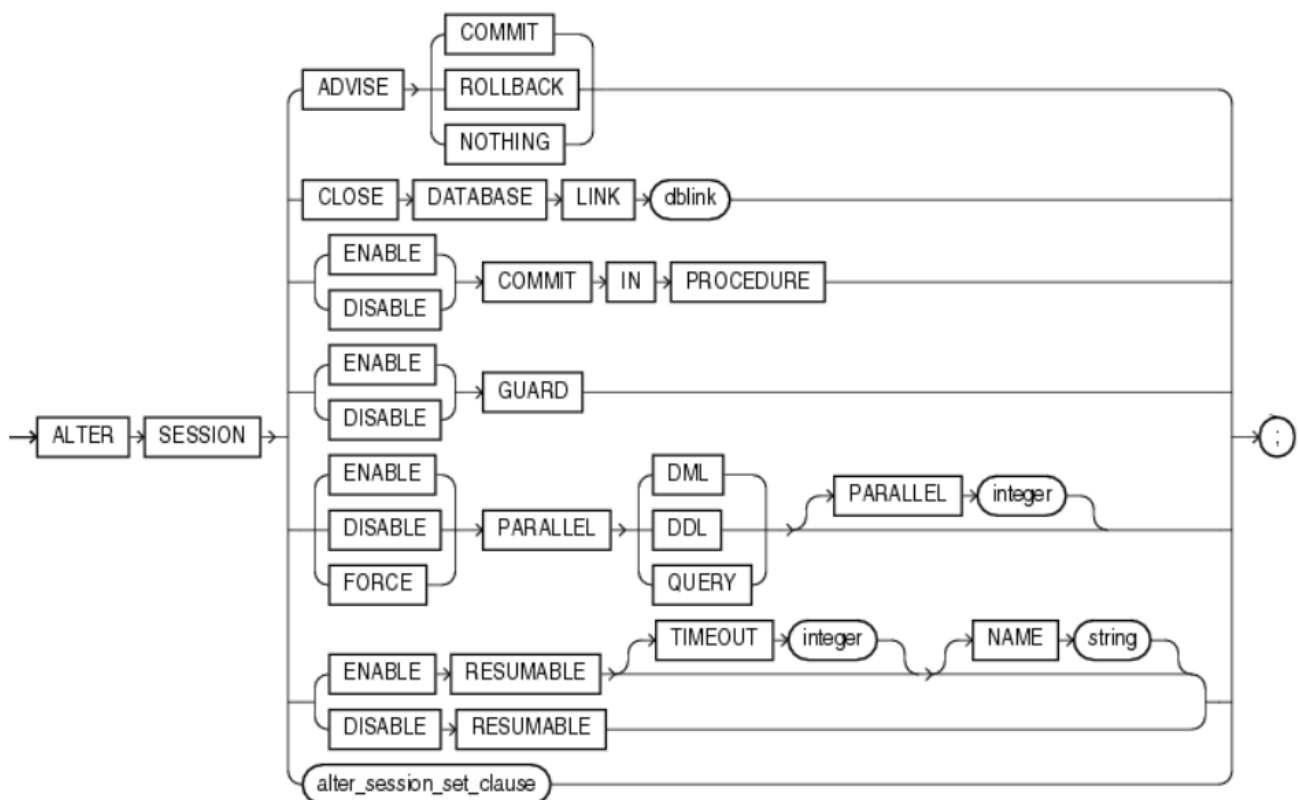 COMMIT
ADVISE ROLLBACK
NOTHING
CLOSE DATABASE LINK dblink
ENABLE
COMMIT IN PROCEDURE
DISABLE
ENABLE
GUARD
DISABLE
ALTER SESSION ;
ENABLE DML PARALLEL integer
DISABLE PARALLEL DDL
FORCE QUERY
TIMEOUT integer NAME string
ENABLE RESUMABLE
DISABLE RESUMABLE
alter_session_set_clause